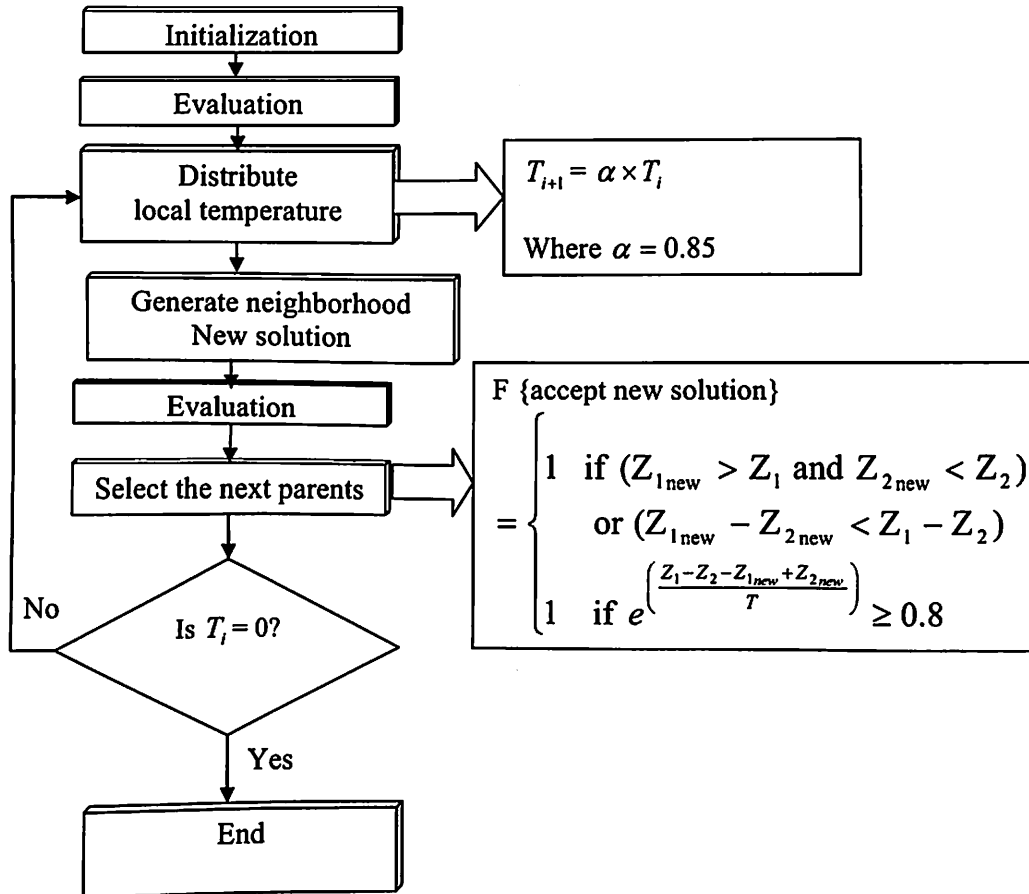 Initialization
Evaluation
Distribute
local temperature
T_{i+1} = α × T_i
Where α = 0.85
Generate neighborhood
New solution
Evaluation
Select the next parents
F {accept new solution}
= { 1 if (Z_{1new} > Z_1 and Z_{2new} < Z_2)
or (Z_{1new} − Z_{2new} < Z_1 − Z_2)
1 if e^{((Z_1−Z_2−Z_{1new}+Z_{2new})/T)} ≥ 0.8
No
Is T_i = 0?
Yes
End